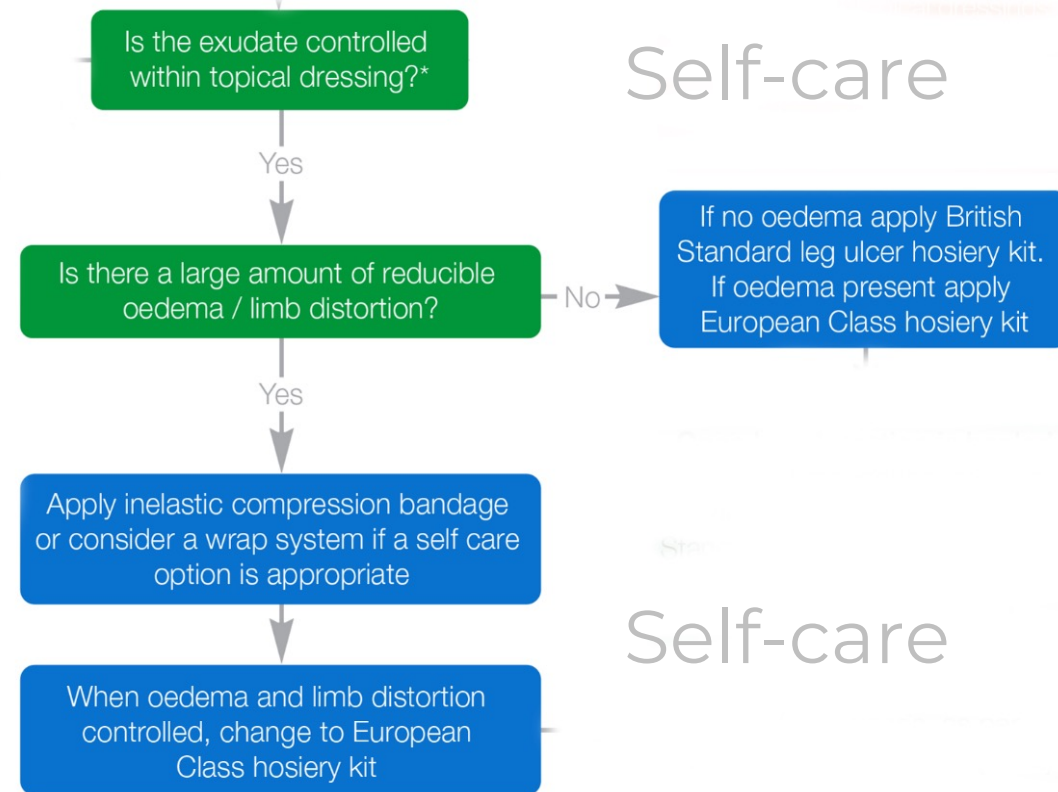 Is the exudate controlled
within topical dressing?*
Self-care
Yes
Is there a large amount of reducible
oedema / limb distortion?
No
If no oedema apply British
Standard leg ulcer hosiery kit.
If oedema present apply
European Class hosiery kit
Yes
Apply inelastic compression bandage
or consider a wrap system if a self care
option is appropriate
Self-care
When oedema and limb distortion
controlled, change to European
Class hosiery kit